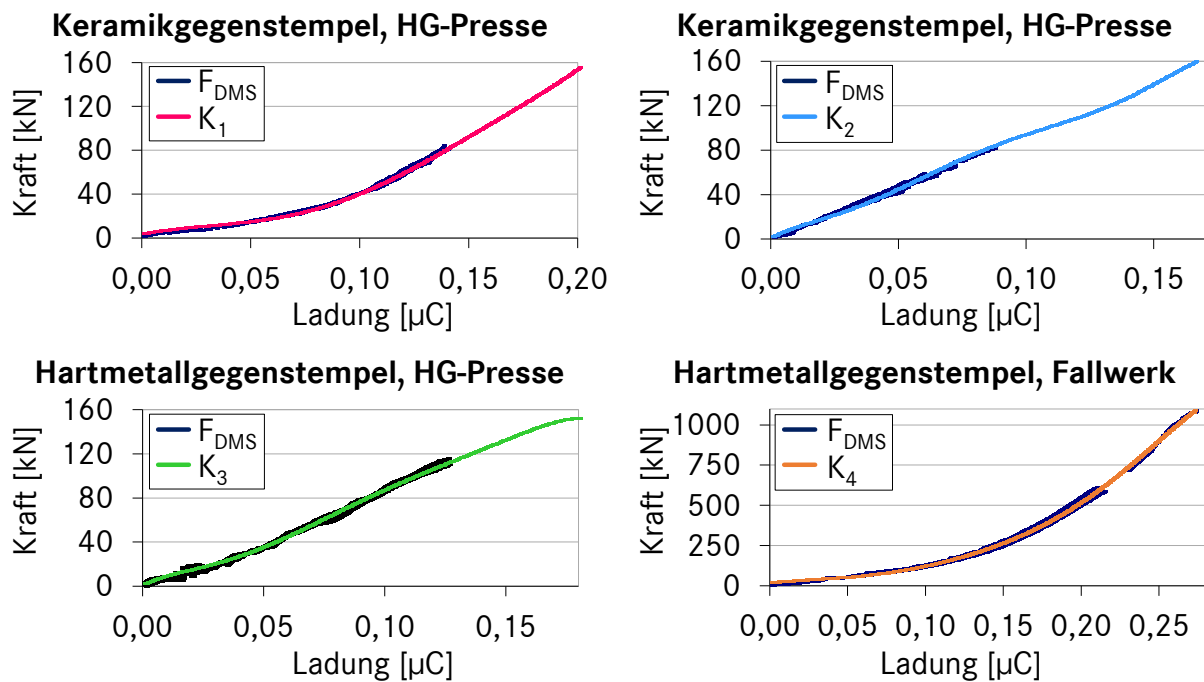 Keramikgegenstempel, HG-Presse
Kraft [kN]
160
120
80
40
0
F_DMS
K_1
0,00 0,05 0,10 0,15 0,20
Ladung [µC]
Keramikgegenstempel, HG-Presse
Kraft [kN]
160
120
80
40
0
F_DMS
K_2
0,00 0,05 0,10 0,15
Ladung [µC]
Hartmetallgegenstempel, HG-Presse
Kraft [kN]
160
120
80
40
0
F_DMS
K_3
0,00 0,05 0,10 0,15
Ladung [µC]
Hartmetallgegenstempel, Fallwerk
Kraft [kN]
1000
750
500
250
0
F_DMS
K_4
0,00 0,05 0,10 0,15 0,20 0,25
Ladung [µC]